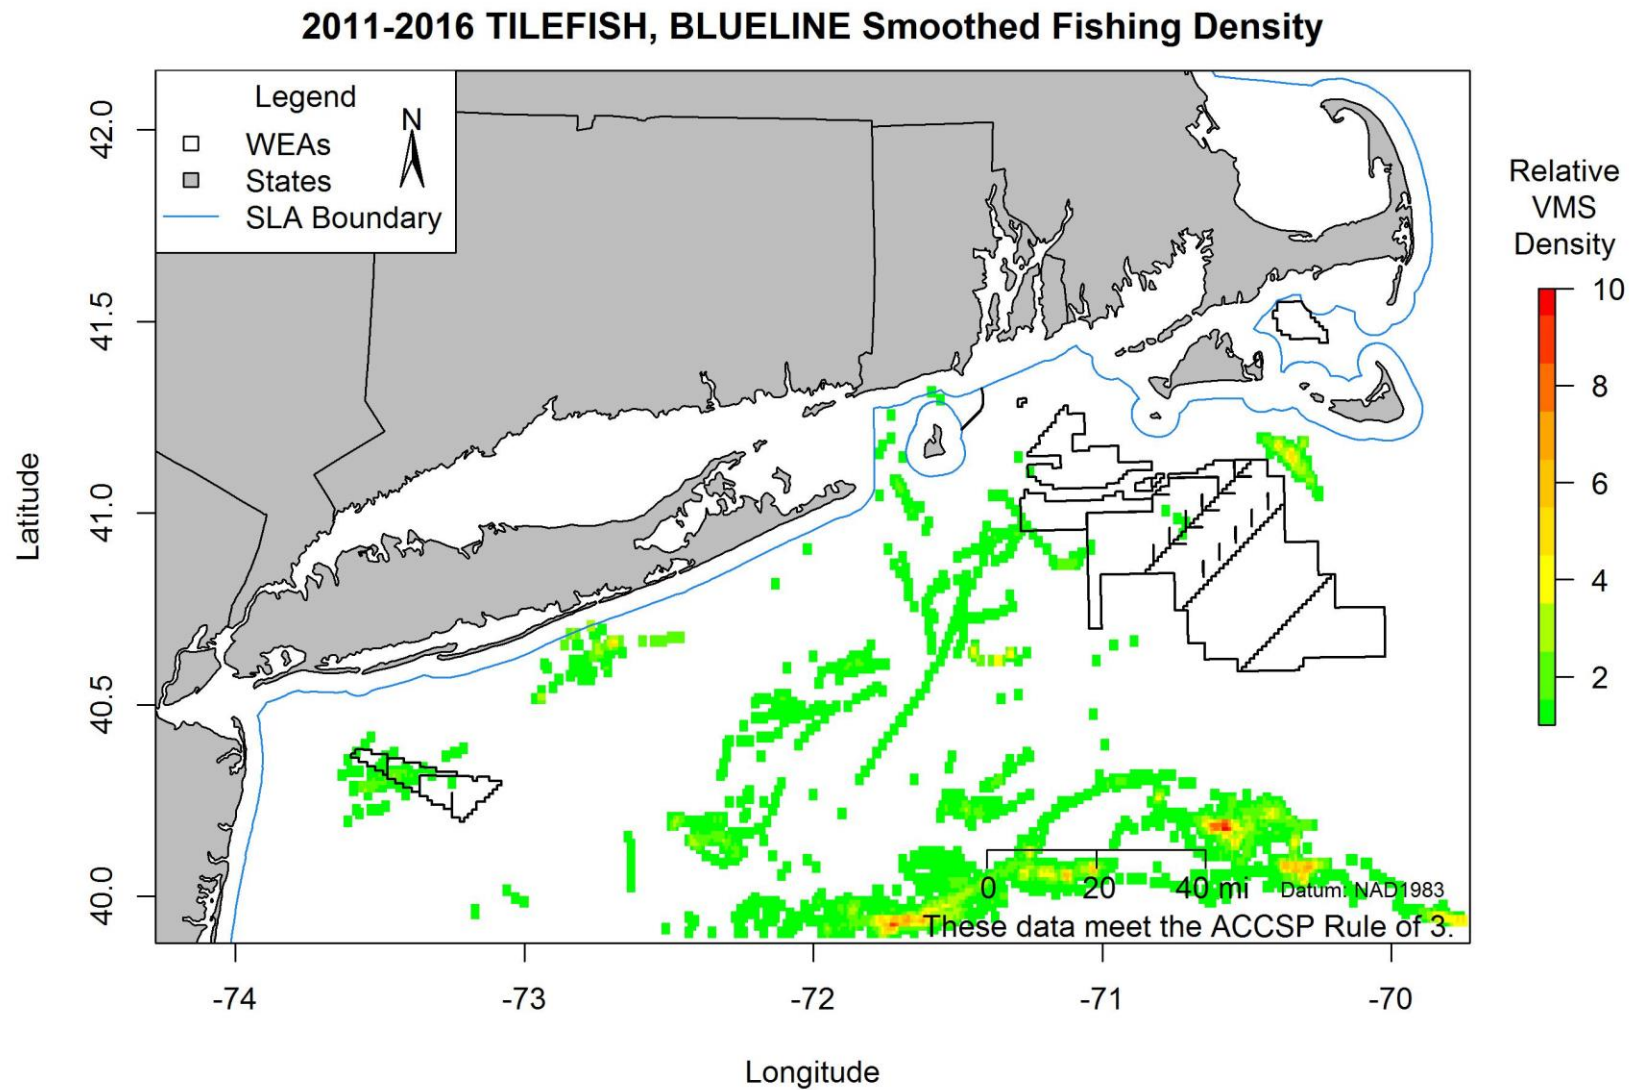 2011-2016 TILEFISH, BLUELINE Smoothed Fishing Density
Legend
WEAs
States
SLA Boundary
N
Latitude
42.0
41.5
41.0
40.5
40.0
Relative
VMS
Density
10
8
6
4
2
0 20 40 mi Datum: NAD1983
These data meet the ACCSP Rule of 3.
-74 -73 -72 -71 -70
Longitude